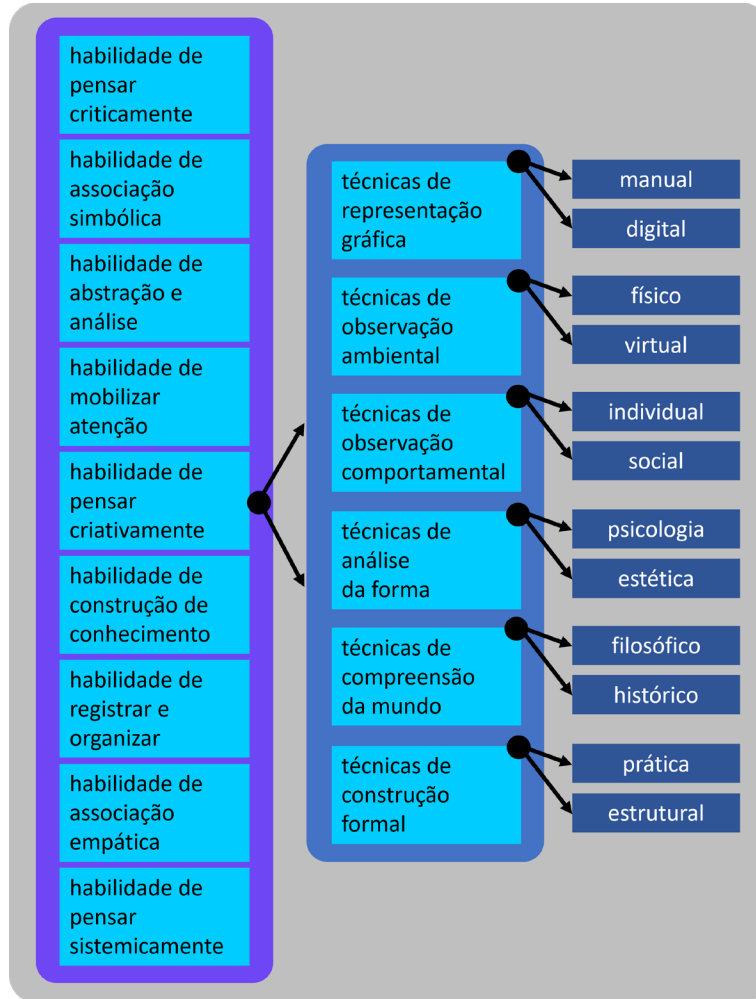 habilidade de
pensar
criticamente
habilidade de
associação
simbólica
habilidade de
abstração e
análise
habilidade de
mobilizar
atenção
habilidade de
pensar
criativamente
habilidade de
construção de
conhecimento
habilidade de
registrar e
organizar
habilidade de
associação
empática
habilidade de
pensar
sistemicamente
técnicas de
representação
gráfica
técnicas de
observação
ambiental
técnicas de
observação
comportamental
técnicas de
análise
da forma
técnicas de
compreensão
da mundo
técnicas de
construção
formal
manual
digital
físico
virtual
individual
social
psicologia
estética
filosófico
histórico
prática
estrutural